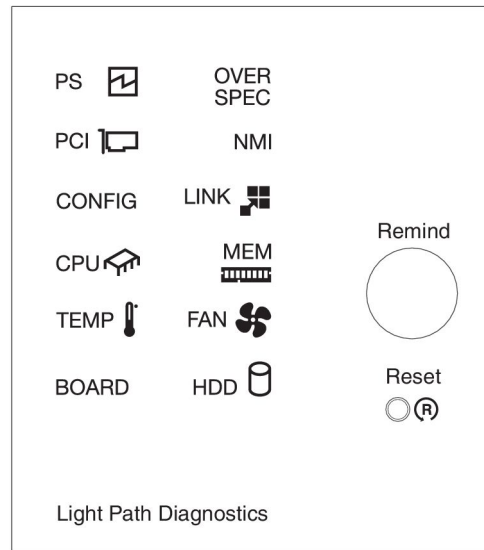 PS
OVER
SPEC
PCI
NMI
CONFIG
LINK
CPU
MEM
TEMP
FAN
BOARD
HDD
Remind
Reset
R
Light Path Diagnostics